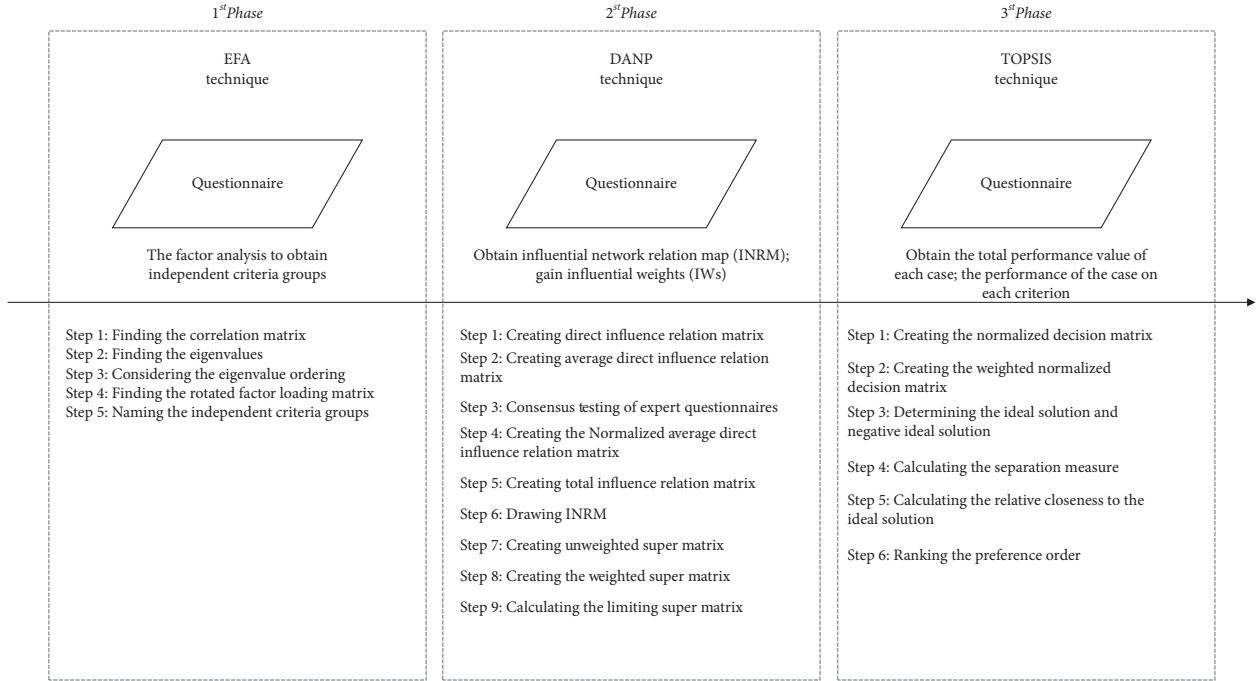 1st Phase
EFA
technique
Questionnaire
The factor analysis to obtain
independent criteria groups
Step 1: Finding the correlation matrix
Step 2: Finding the eigenvalues
Step 3: Considering the eigenvalue ordering
Step 4: Finding the rotated factor loading matrix
Step 5: Naming the independent criteria groups
2st Phase
DANP
technique
Questionnaire
Obtain influential network relation map (INRM);
gain influential weights (IWs)
Step 1: Creating direct influence relation matrix
Step 2: Creating average direct influence relation
matrix
Step 3: Consensus testing of expert questionnaires
Step 4: Creating the Normalized average direct
influence relation matrix
Step 5: Creating total influence relation matrix
Step 6: Drawing INRM
Step 7: Creating unweighted super matrix
Step 8: Creating the weighted super matrix
Step 9: Calculating the limiting super matrix
3st Phase
TOPSIS
technique
Questionnaire
Obtain the total performance value of
each case; the performance of the case on
each criterion
Step 1: Creating the normalized decision matrix
Step 2: Creating the weighted normalized
decision matrix
Step 3: Determining the ideal solution and
negative ideal solution
Step 4: Calculating the separation measure
Step 5: Calculating the relative closeness to the
ideal solution
Step 6: Ranking the preference order